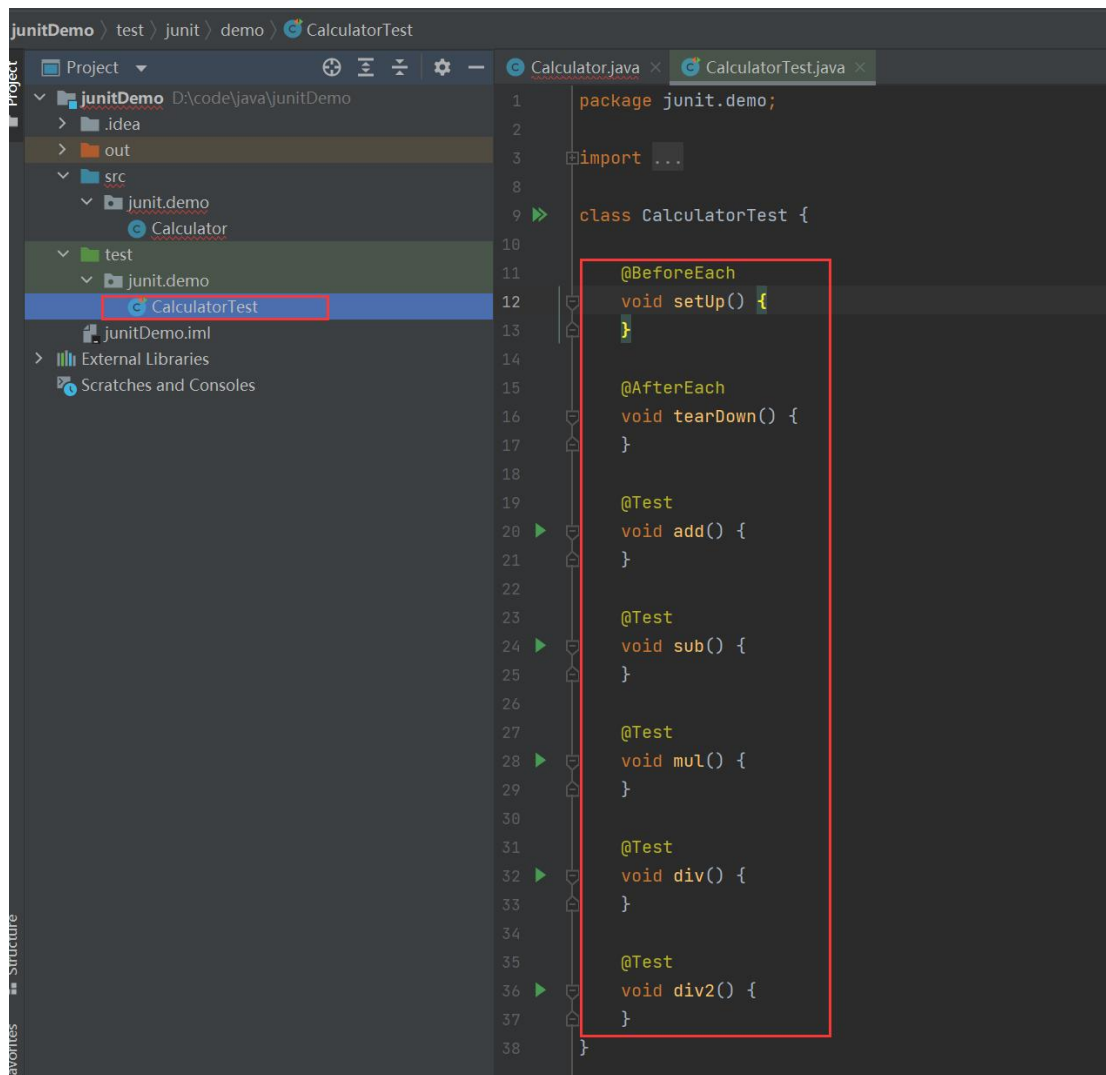 junitDemo 〉 test 〉 junit 〉 demo 〉 CalculatorTest
Project
Project
junitDemo D:\code\java\junitDemo
.idea
out
src
junit.demo
Calculator
test
junit.demo
CalculatorTest
junitDemo.iml
External Libraries
Scratches and Consoles
Structure
avorites
Calculator.java × CalculatorTest.java ×
1 package junit.demo;
2
3 import ...
8
9 class CalculatorTest {
10
11 @BeforeEach
12 void setUp() {
13 }
14
15 @AfterEach
16 void tearDown() {
17 }
18
19 @Test
20 void add() {
21 }
22
23 @Test
24 void sub() {
25 }
26
27 @Test
28 void mul() {
29 }
30
31 @Test
32 void div() {
33 }
34
35 @Test
36 void div2() {
37 }
38 }